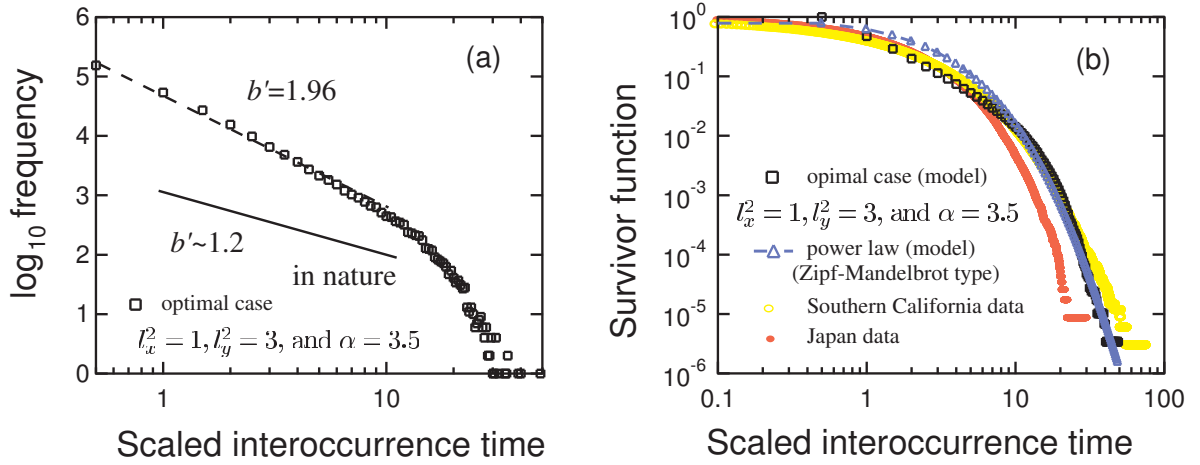 (a)
b'=1.96
b'~1.2
in nature
optimal case
l_x^2 = 1, l_y^2 = 3, and α = 3.5
log10 frequency
6
5
4
3
2
1
0
1
10
Scaled interoccurrence time
(b)
opimal case (model)
l_x^2 = 1, l_y^2 = 3, and α = 3.5
power law (model)
(Zipf-Mandelbrot type)
Southern California data
Japan data
Survivor function
10^0
10^-1
10^-2
10^-3
10^-4
10^-5
10^-6
0.1
1
10
100
Scaled interoccurrence time